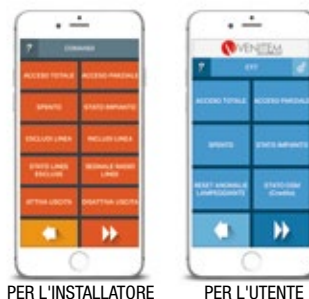 ?
COMANDI
ACCESO TOTALE
ACCESO PARZIALE
SPENTO
STATO IMPIANTO
ESCLUDI LINEA
INCLUDI LINEA
STATO LINEE
ESCLUSE
SEGNALE RADIO
LINEE
ATTIVA USCITA
DISATTIVA USCITA
PER L'INSTALLATORE
VENITEM
?
ACCESO TOTALE
ACCESO PARZIALE
SPENTO
STATO IMPIANTO
RESET ANOMALIE
LAMPEGGIANTE
STATO GSM
(Credito)
PER L'UTENTE